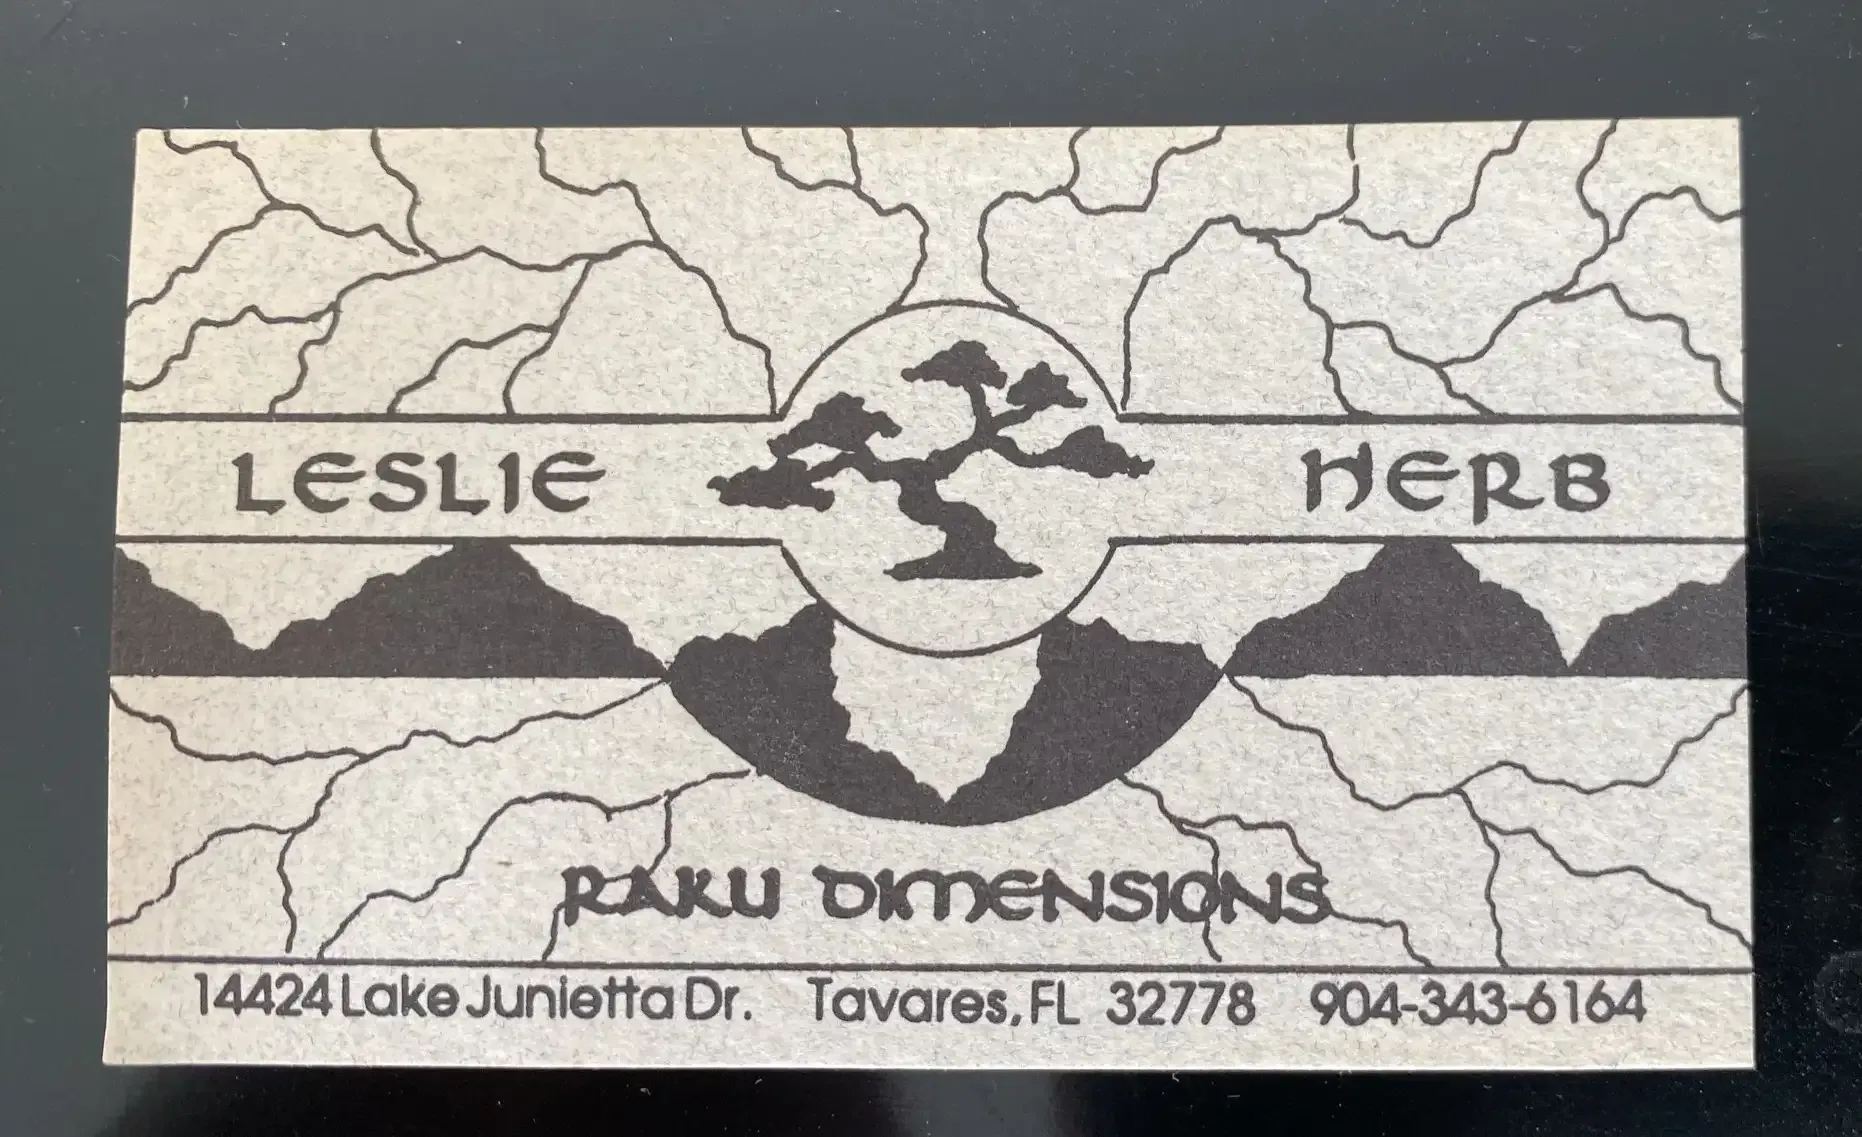 LESLIE HERB
RAKU DIMENSIONS
14424 Lake Junietta Dr. Tavares, FL 32778 904-343-6164